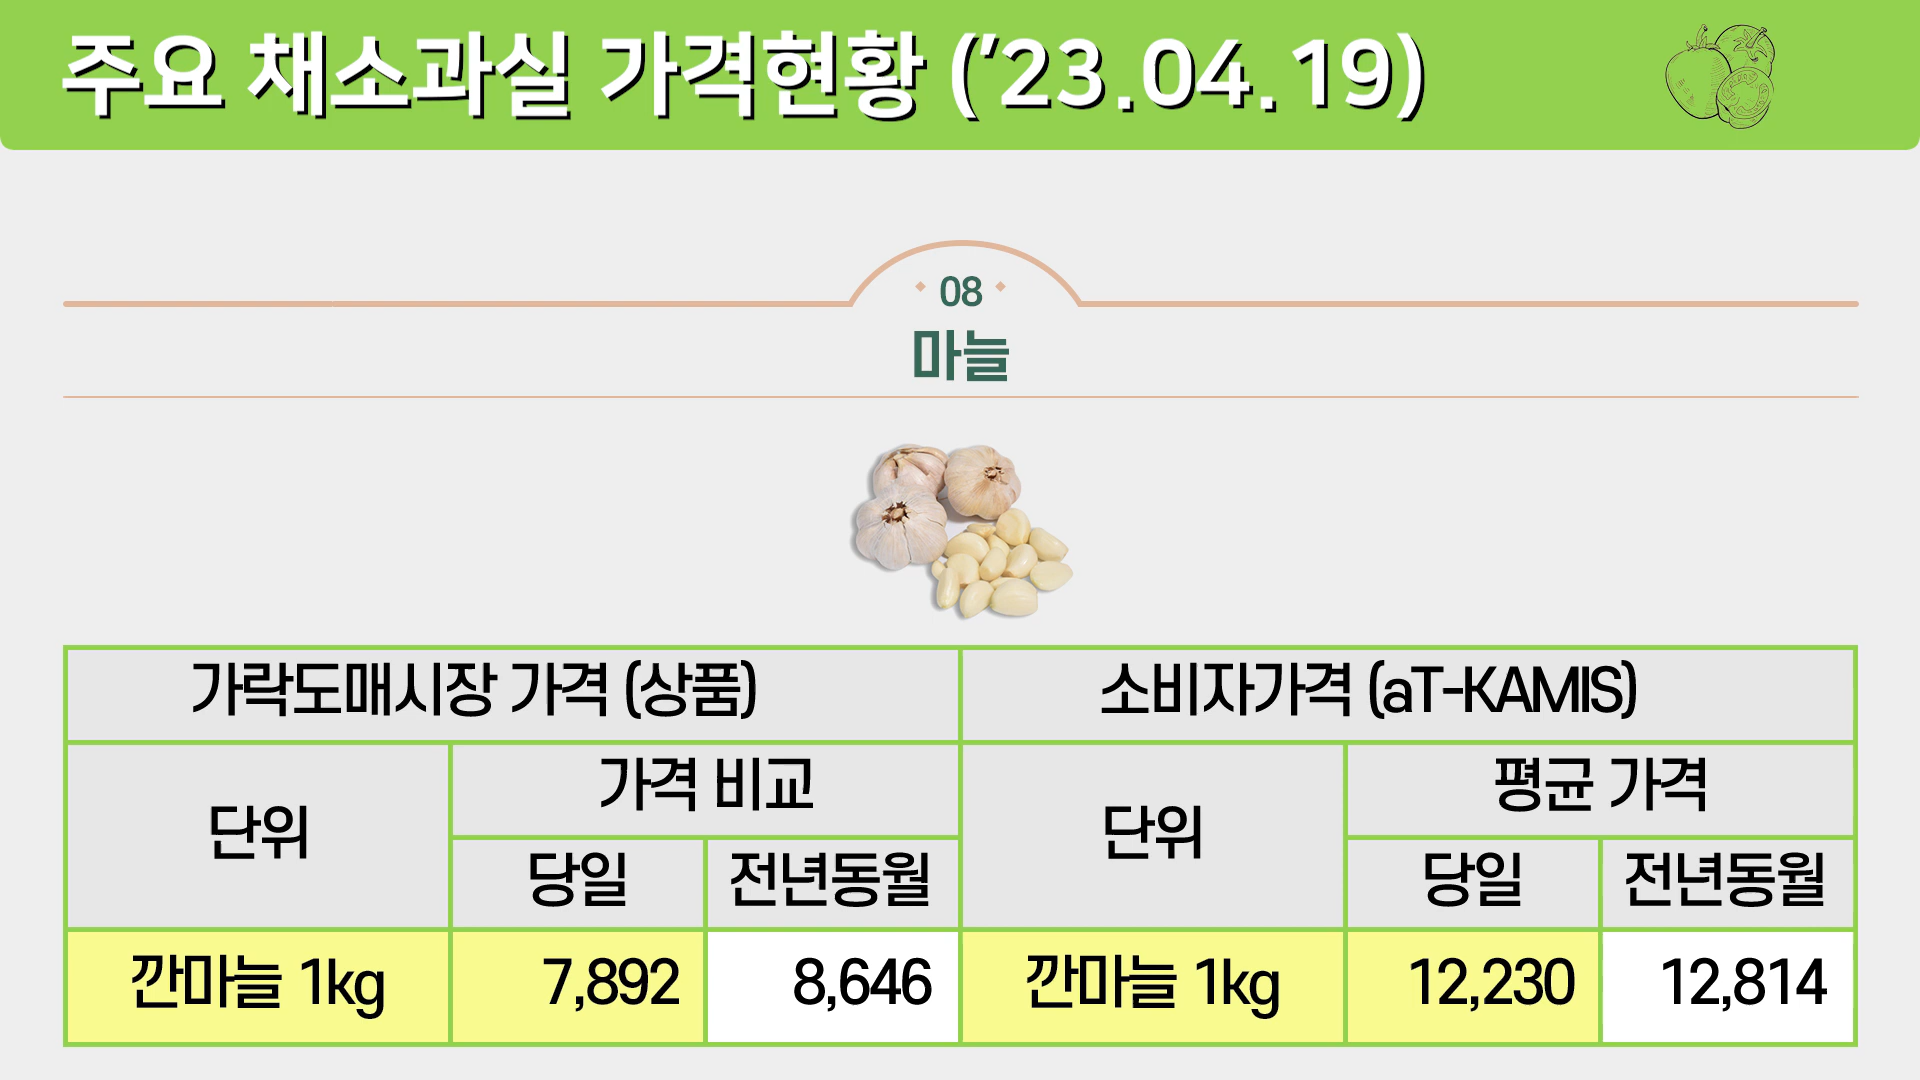 주요 채소과실 가격현황 (’23.04.19)
08
마늘
가락도매시장 가격 (상품) 소비자가격 (aT-KAMIS)
단위 가격 비교 단위 평균 가격
당일 전년동월 당일 전년동월
깐마늘 1kg 7,892 8,646 깐마늘 1kg 12,230 12,814